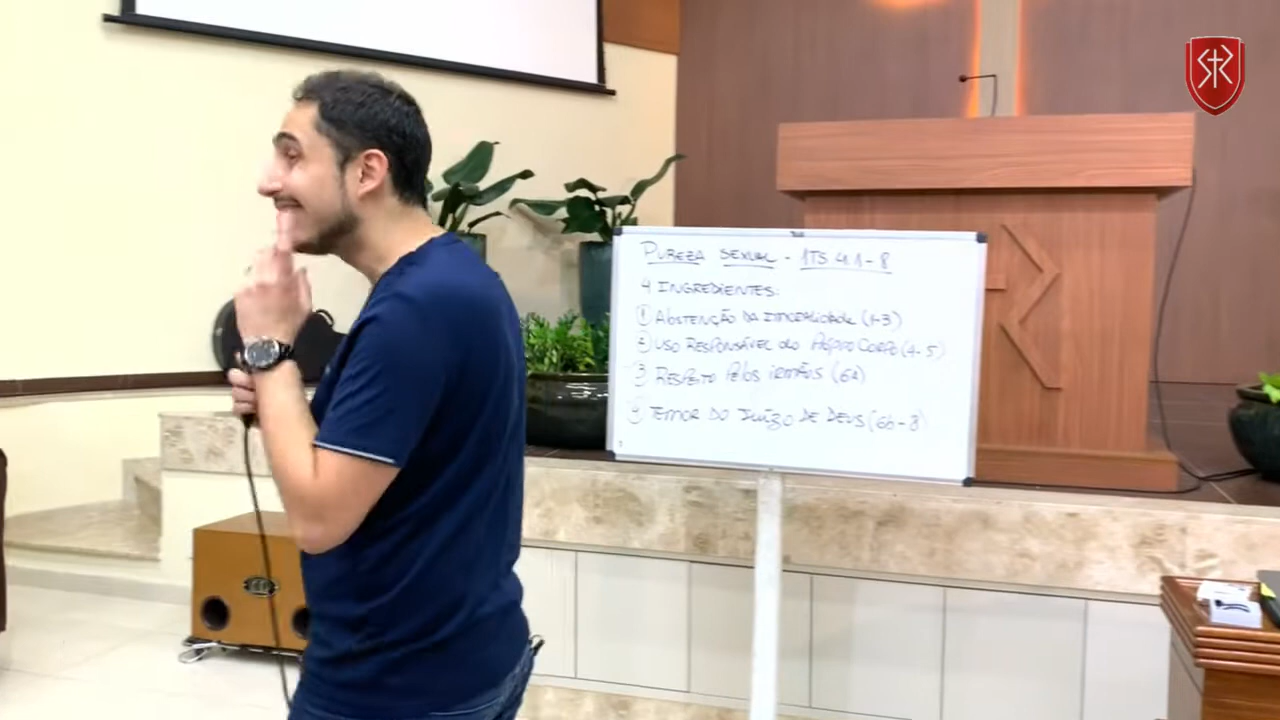 PUREZA SEXUAL - 1TS 4.1-8
4 INGREDIENTES:
① ABSTENÇÃO DA IMORALIDADE (1-3)
② USO RESPONSÁVEL do PRÓPRIO CORPO (4-5)
3 RESPEITO PELOS IRMÃOS (6a)
4 TEMOR DO JUÍZO DE DEUS (6b-8)